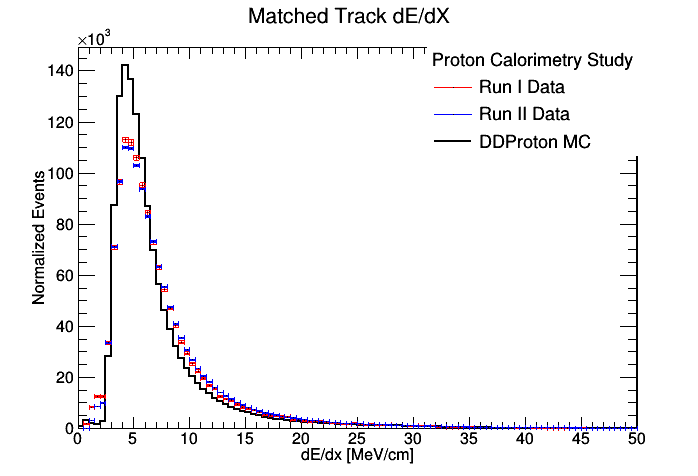 Matched Track dE/dX
×10³
Proton Calorimetry Study
Run I Data
Run II Data
DDProton MC
Normalized Events
140
120
100
80
60
40
20
0
0 5 10 15 20 25 30 35 40 45 50
dE/dx [MeV/cm]